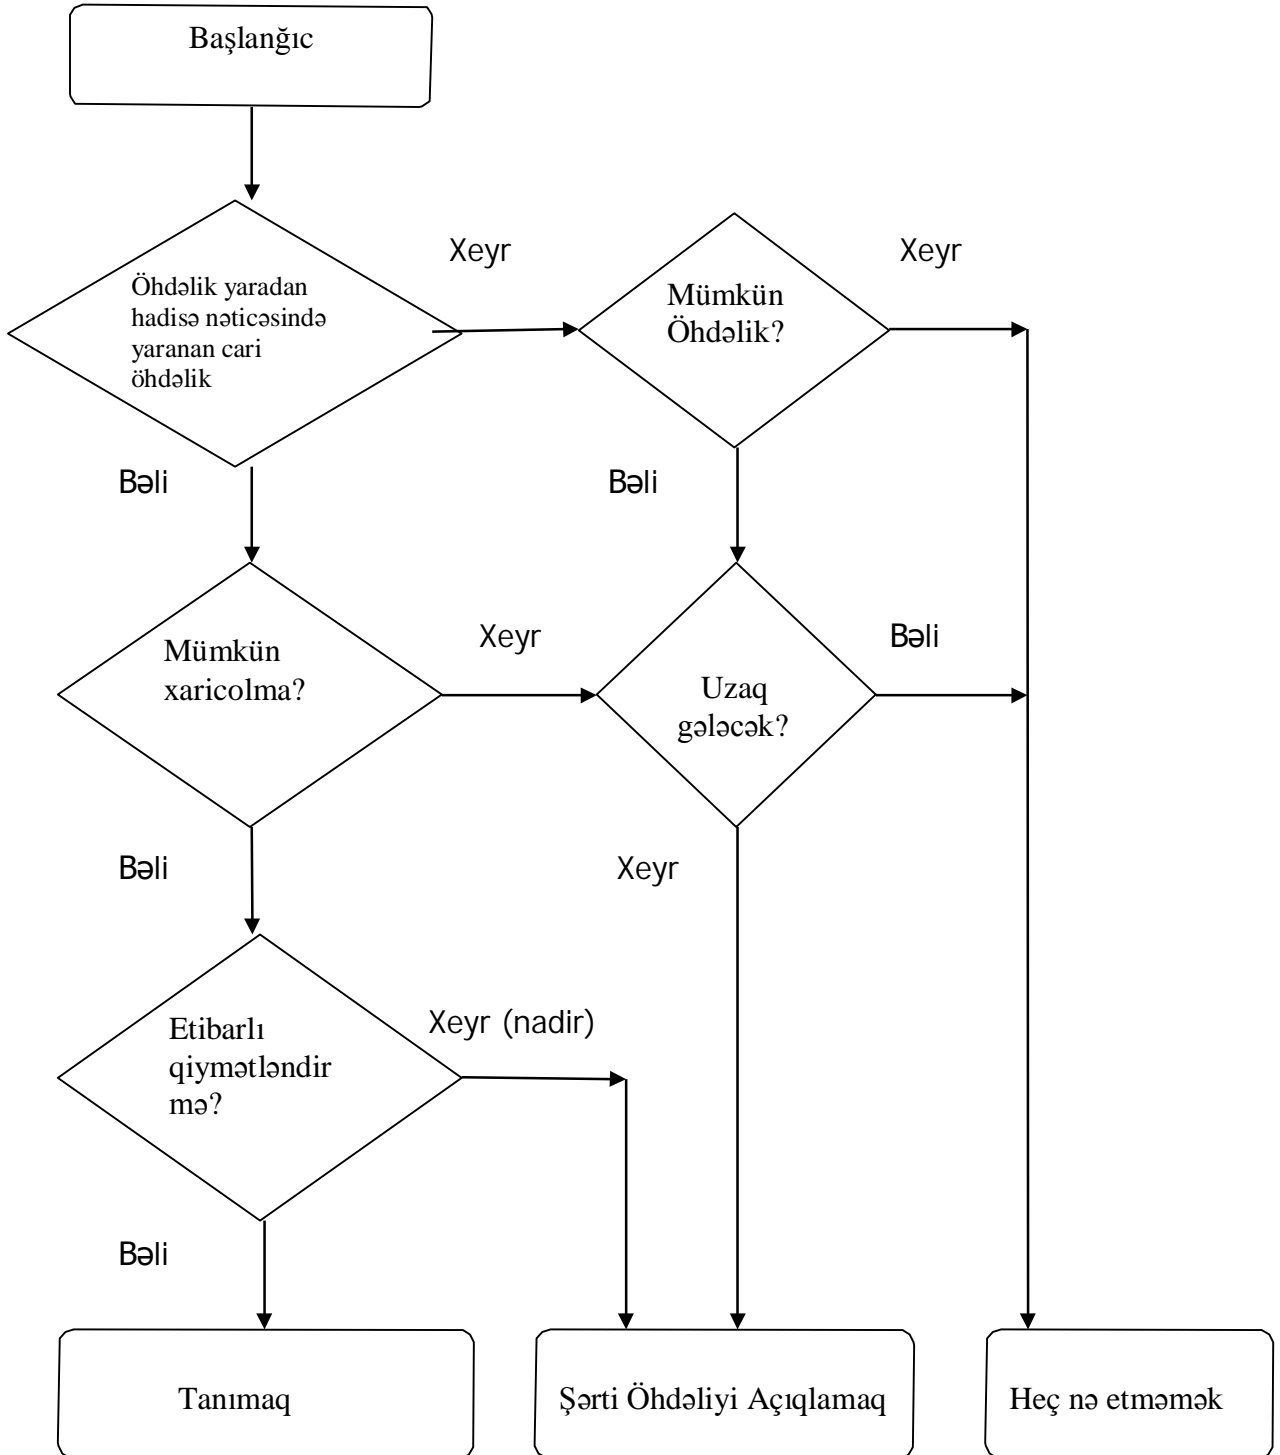 Başlanğıc
Xeyr
Xeyr
Öhdəlik yaradan
hadisə nəticəsində
yaranan cari
öhdəlik
Mümkün
Öhdəlik?
Bəli
Bəli
Mümkün
xaricolma?
Xeyr
Uzaq
gələcək?
Bəli
Bəli
Xeyr
Etibarlı
qiymətləndir
mə?
Xeyr (nadir)
Bəli
Tanımaq
Şərti Öhdəliyi Açıqlamaq
Heç nə etməmək